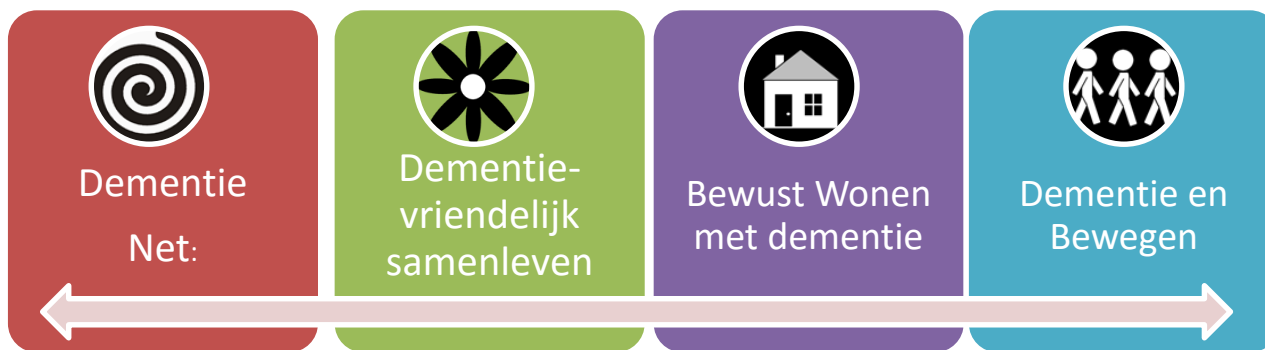 Dementie
Net:
Dementie-
vriendelijk
samenleven
Bewust Wonen
met dementie
Dementie en
Bewegen